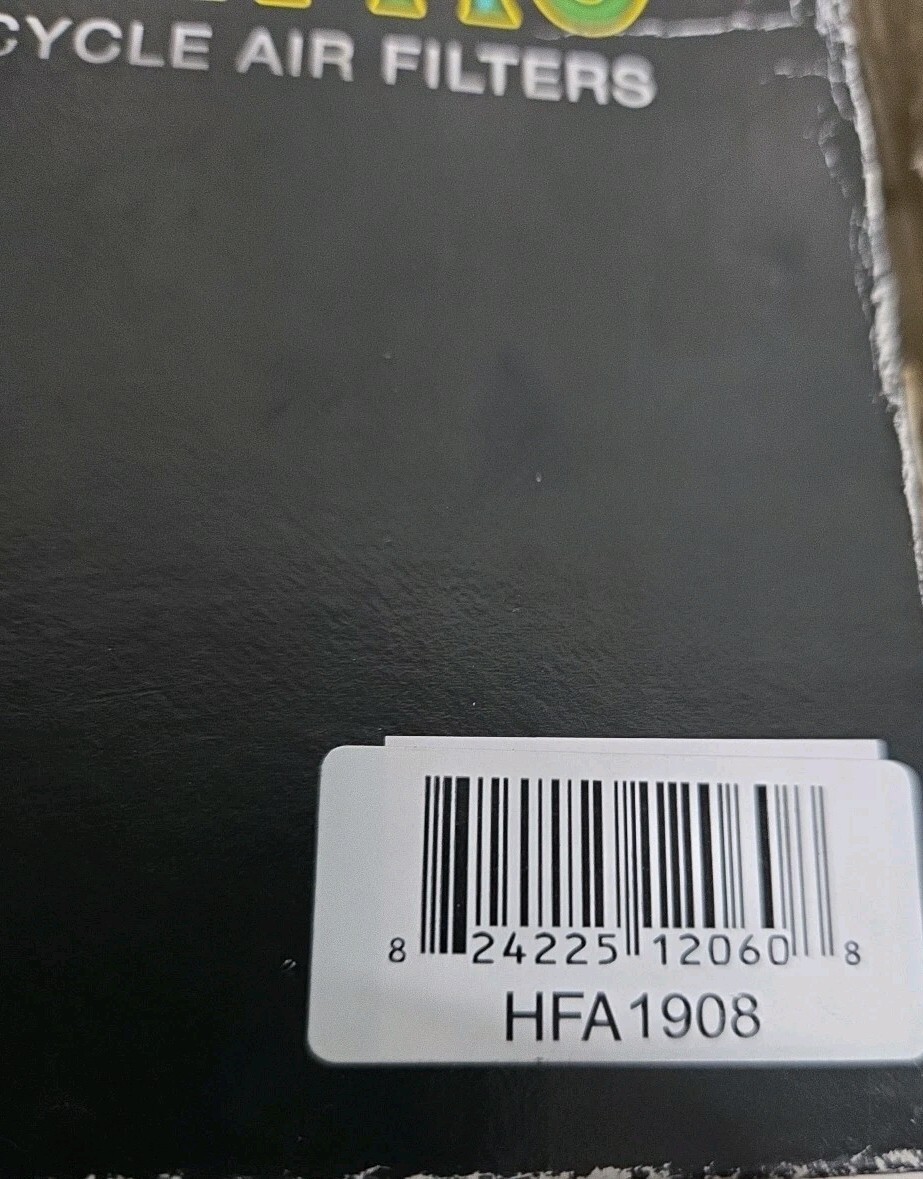 CYCLE AIR FILTERS
8 24225 12060 8
HFA1908